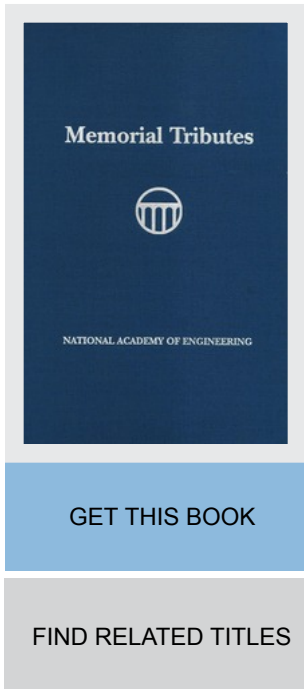 Memorial Tributes
NATIONAL ACADEMY OF ENGINEERING
GET THIS BOOK
FIND RELATED TITLES